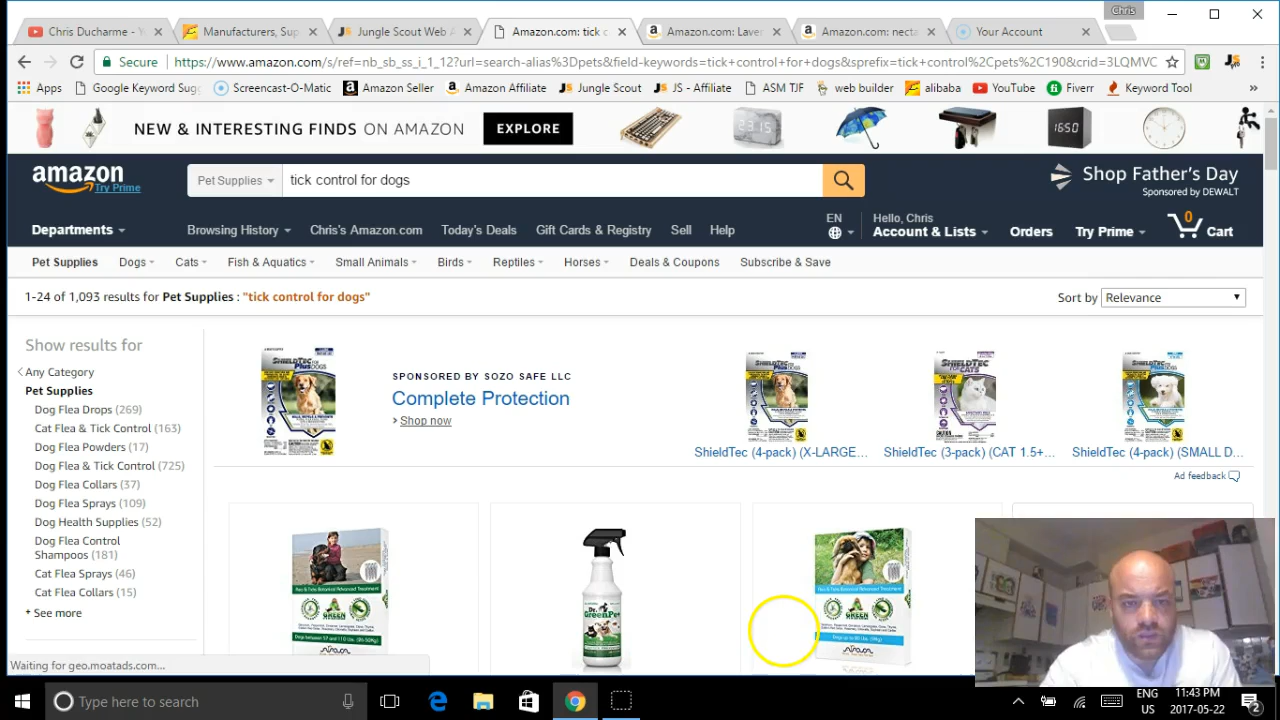 Chris
Chris Ducharme - Y
Manufacturers, Sup
Jungle Scout Web A
Amazon.com: tick c
Amazon.com: Laver
Amazon.com: necta
Your Account
Secure
https://www.amazon.com/s/ref=nb_sb_ss_i_1_12?url=search-alias%3Dpets&field-keywords=tick+control+for+dogs&sprefix=tick+control%2Cpets%2C190&crid=3LQMVC
Apps
Google Keyword Sug
Screencast-O-Matic
Amazon Seller
Amazon Affiliate
Jungle Scout
JS - Affiliate
ASM TJF
web builder
alibaba
YouTube
Fiverr
Keyword Tool
NEW & INTERESTING FINDS ON AMAZON
EXPLORE
amazon
Try Prime
Pet Supplies
tick control for dogs
Shop Father's Day
Sponsored by DEWALT
Departments
Browsing History
Chris's Amazon.com
Today's Deals
Gift Cards & Registry
Sell
Help
EN
Hello, Chris
Account & Lists
Orders
Try Prime
0
Cart
Pet Supplies
Dogs
Cats
Fish & Aquatics
Small Animals
Birds
Reptiles
Horses
Deals & Coupons
Subscribe & Save
1-24 of 1,093 results for Pet Supplies : "tick control for dogs"
Sort by
Relevance
Show results for
Any Category
Pet Supplies
Dog Flea Drops (269)
Cat Flea & Tick Control (163)
Dog Flea Powders (17)
Dog Flea & Tick Control (725)
Dog Flea Collars (37)
Dog Flea Sprays (109)
Dog Health Supplies (52)
Dog Flea Control
Shampoos (181)
Cat Flea Sprays (46)
Cat Flea Collars (15)
+ See more
SPONSORED BY SOZO SAFE LLC
Complete Protection
Shop now
ShieldTec (4-pack) (X-LARGE...
ShieldTec (3-pack) (CAT 1.5+...
ShieldTec (4-pack) (SMALL D...
Ad feedback
Waiting for geo.moatads.com...
Type here to search
ENG
US
11:43 PM
2017-05-22
2